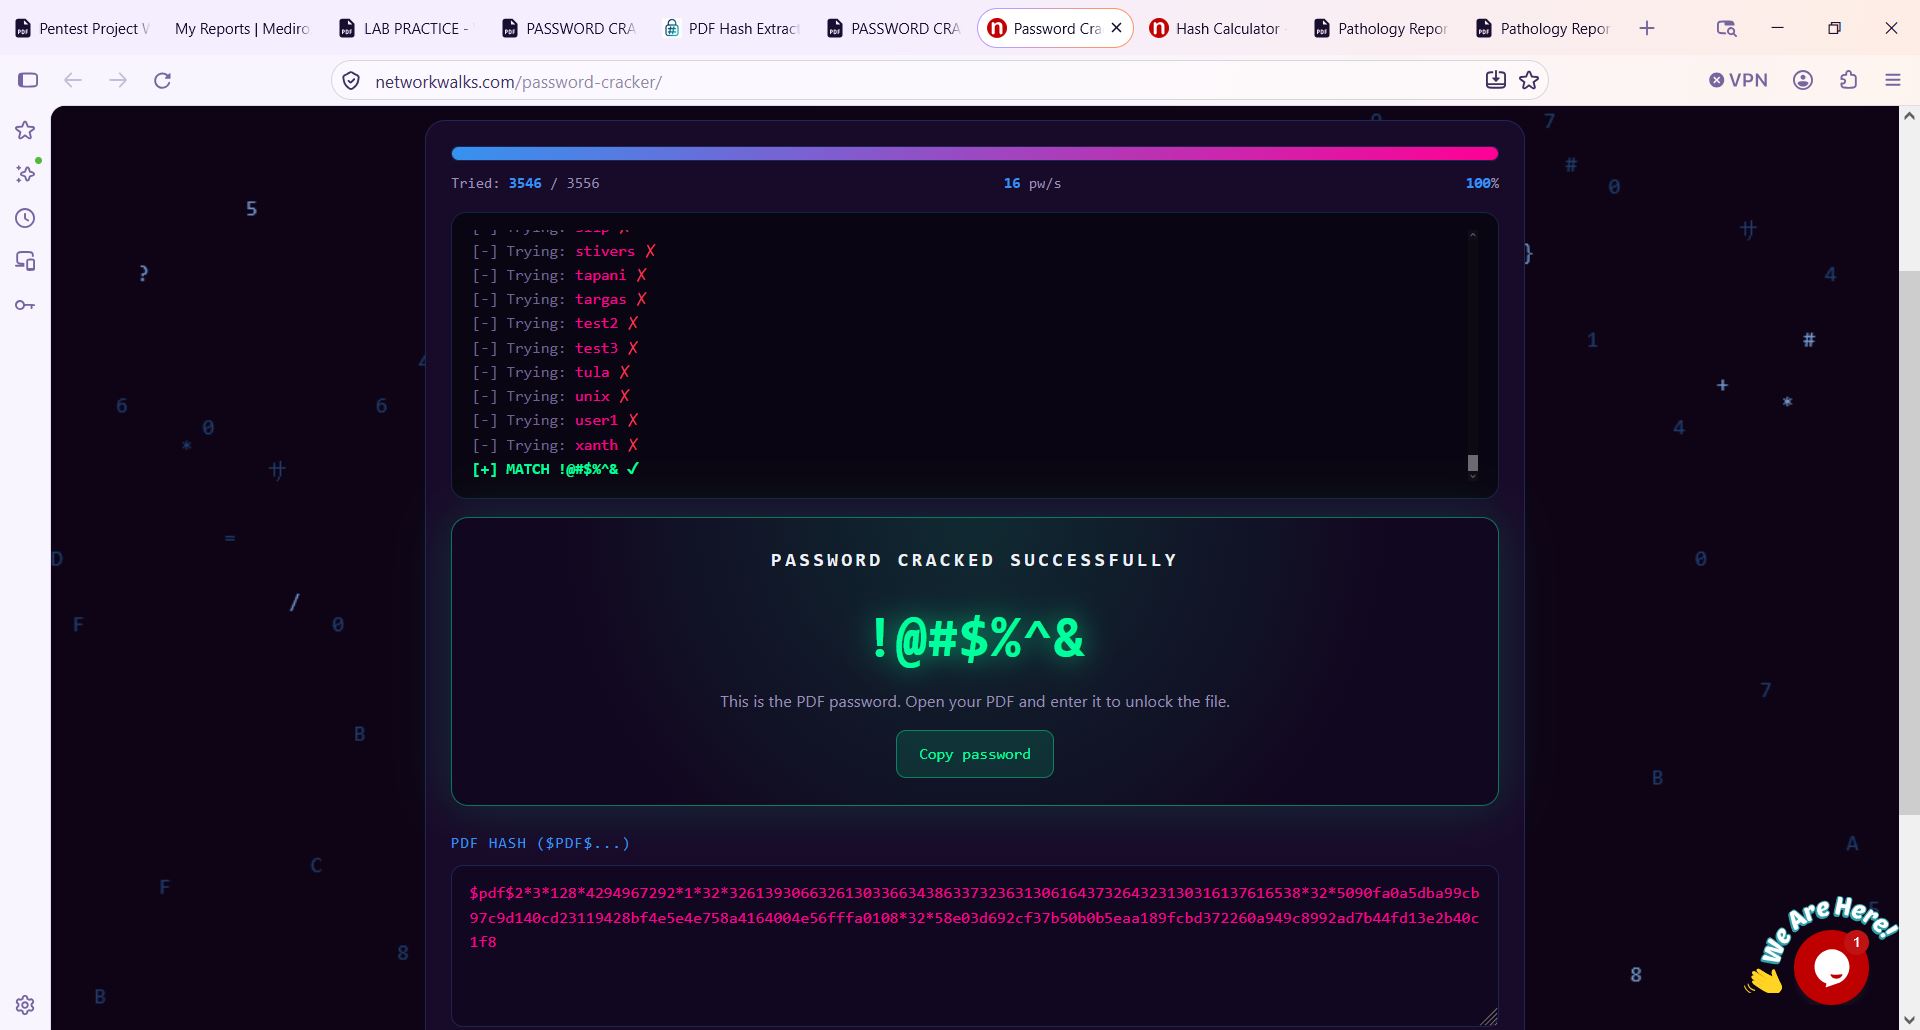 Pentest Project W
My Reports | Mediro
LAB PRACTICE -
PASSWORD CRA
PDF Hash Extract
PASSWORD CRA
Password Cra
Hash Calculator
Pathology Repor
Pathology Repor
networkwalks.com/password-cracker/
VPN
Tried: 3546 / 3556
16 pw/s
100%
[-] Trying: stivers ✗
[-] Trying: tapani ✗
[-] Trying: targas ✗
[-] Trying: test2 ✗
[-] Trying: test3 ✗
[-] Trying: tula ✗
[-] Trying: unix ✗
[-] Trying: user1 ✗
[-] Trying: xanth ✗
[+] MATCH !@#$%^& ✓
PASSWORD CRACKED SUCCESSFULLY
!@#$%^&
This is the PDF password. Open your PDF and enter it to unlock the file.
Copy password
PDF HASH ($PDF$...)
$pdf$2*3*128*4294967292*1*32*3261393066326130336634386337323631306164373264323130316137616538*32*5090fa0a5dba99cb
97c9d140cd23119428bf4e5e4e758a4164004e56fffa0108*32*58e03d692cf37b50b0b5eaa189fcbd372260a949c8992ad7b44fd13e2b40c
1f8
We Are Here!
1